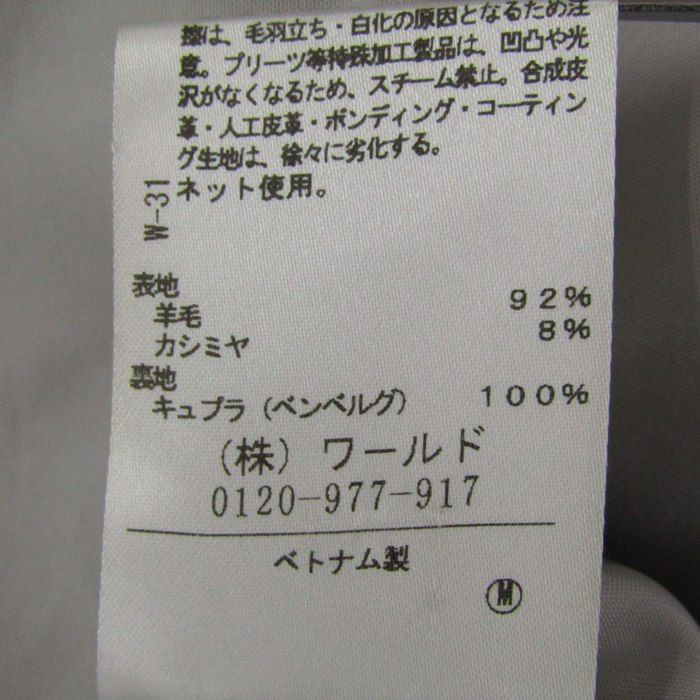 擦は、毛羽立ち・白化の原因となるため注
意。プリーツ等特殊加工製品は、凹凸や光
沢がなくなるため、スチーム禁止。合成皮
革・人工皮革・ボンディング・コーティン
グ生地は、徐々に劣化する。
ネット使用。
W-31
表地
羊毛 92%
カシミヤ 8%
裏地
キュプラ(ベンベルグ) 100%
(株)ワールド
0120-977-917
ベトナム製
M